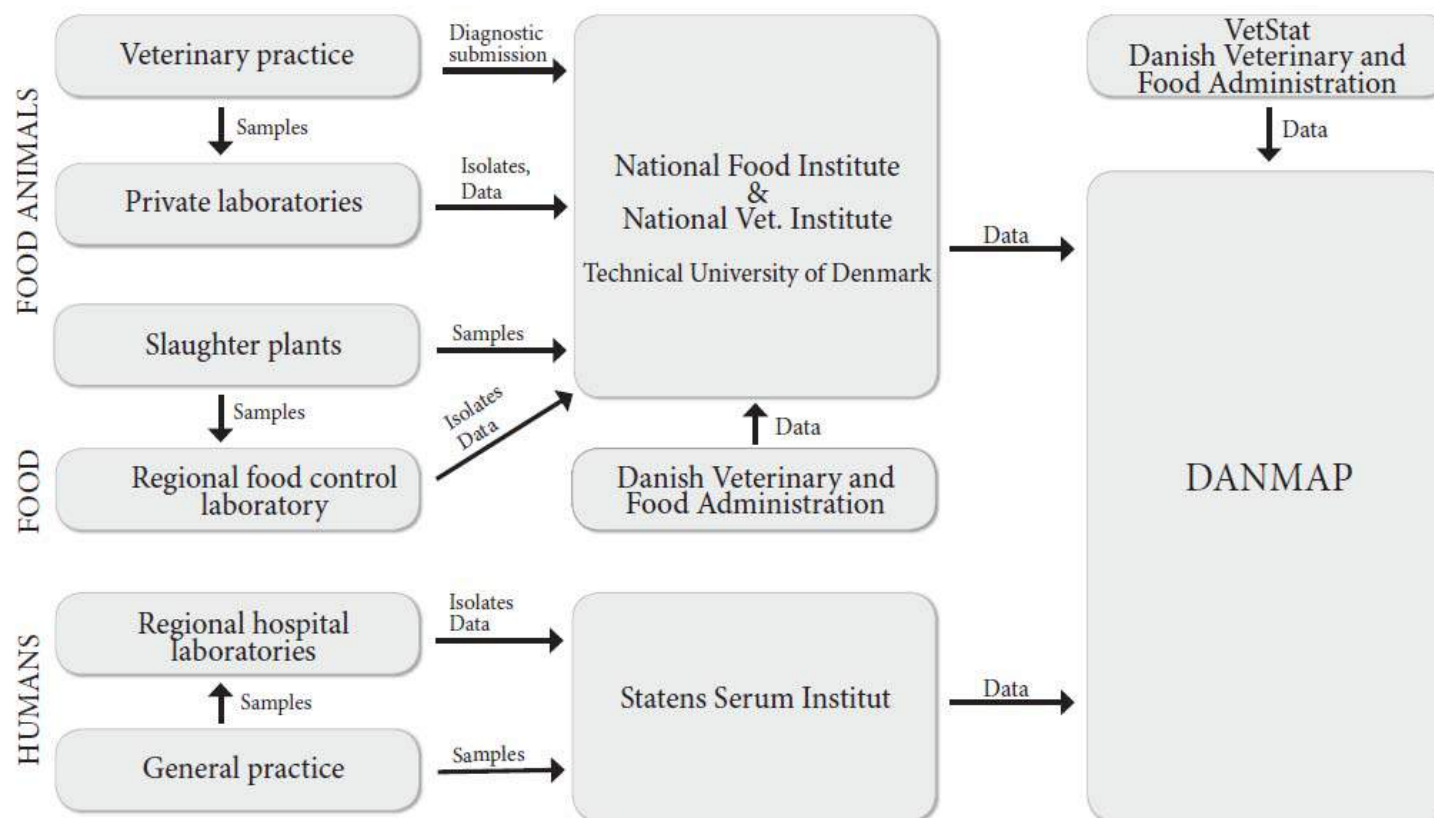 FOOD ANIMALS
Veterinary practice
Diagnostic
submission
Samples
Private laboratories
Isolates,
Data
Slaughter plants
Samples
Samples
FOOD
Regional food control
laboratory
Isolates
Data
National Food Institute
&
National Vet. Institute
Technical University of Denmark
Data
Data
Danish Veterinary and
Food Administration
VetStat
Danish Veterinary and
Food Administration
Data
DANMAP
HUMANS
Regional hospital
laboratories
Isolates
Data
Samples
General practice
Samples
Statens Serum Institut
Data